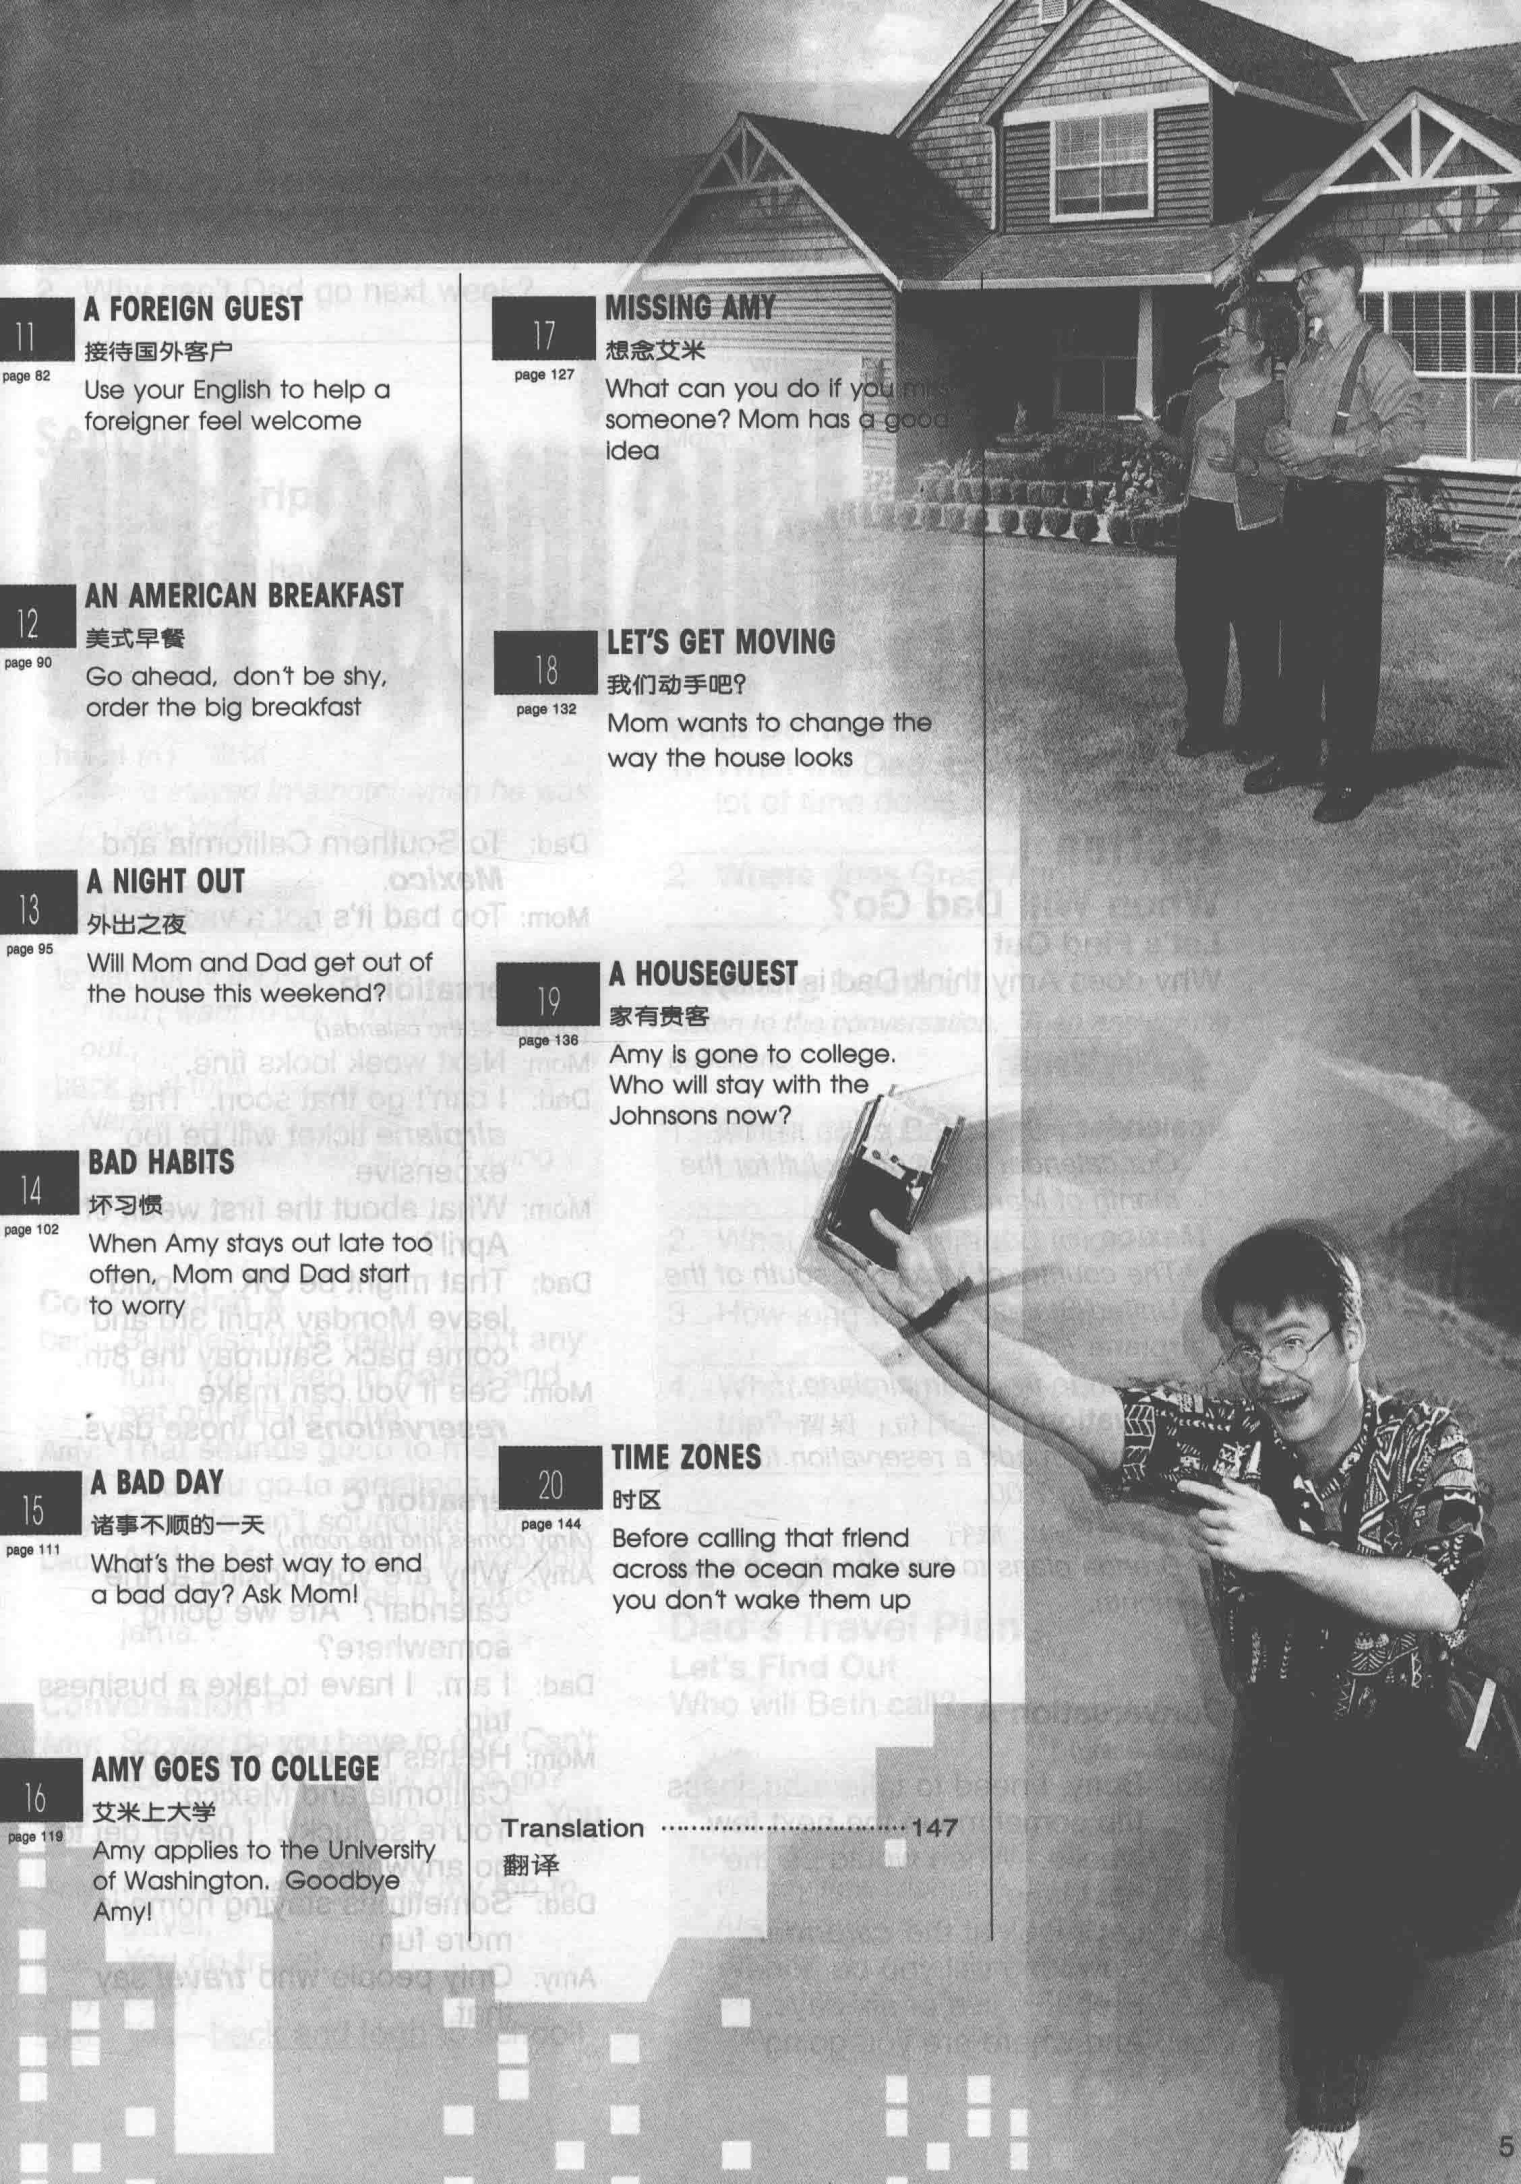 11
page 82
A FOREIGN GUEST
接待国外客户
Use your English to help a
foreigner feel welcome
12
page 90
AN AMERICAN BREAKFAST
美式早餐
Go ahead, don't be shy,
order the big breakfast
13
page 95
A NIGHT OUT
外出之夜
Will Mom and Dad get out of
the house this weekend?
14
page 102
BAD HABITS
坏习惯
When Amy stays out late too
often, Mom and Dad start
to worry
15
page 111
A BAD DAY
诸事不顺的一天
What's the best way to end
a bad day? Ask Mom!
16
page 119
AMY GOES TO COLLEGE
艾米上大学
Amy applies to the University
of Washington. Goodbye
Amy!
17
page 127
MISSING AMY
想念艾米
What can you do if you miss
someone? Mom has a good
idea
18
page 132
LET'S GET MOVING
我们动手吧?
Mom wants to change the
way the house looks
19
page 136
A HOUSEGUEST
家有贵客
Amy is gone to college.
Who will stay with the
Johnsons now?
20
page 144
TIME ZONES
时区
Before calling that friend
across the ocean make sure
you don't wake them up
Translation ································ 147
翻译
5